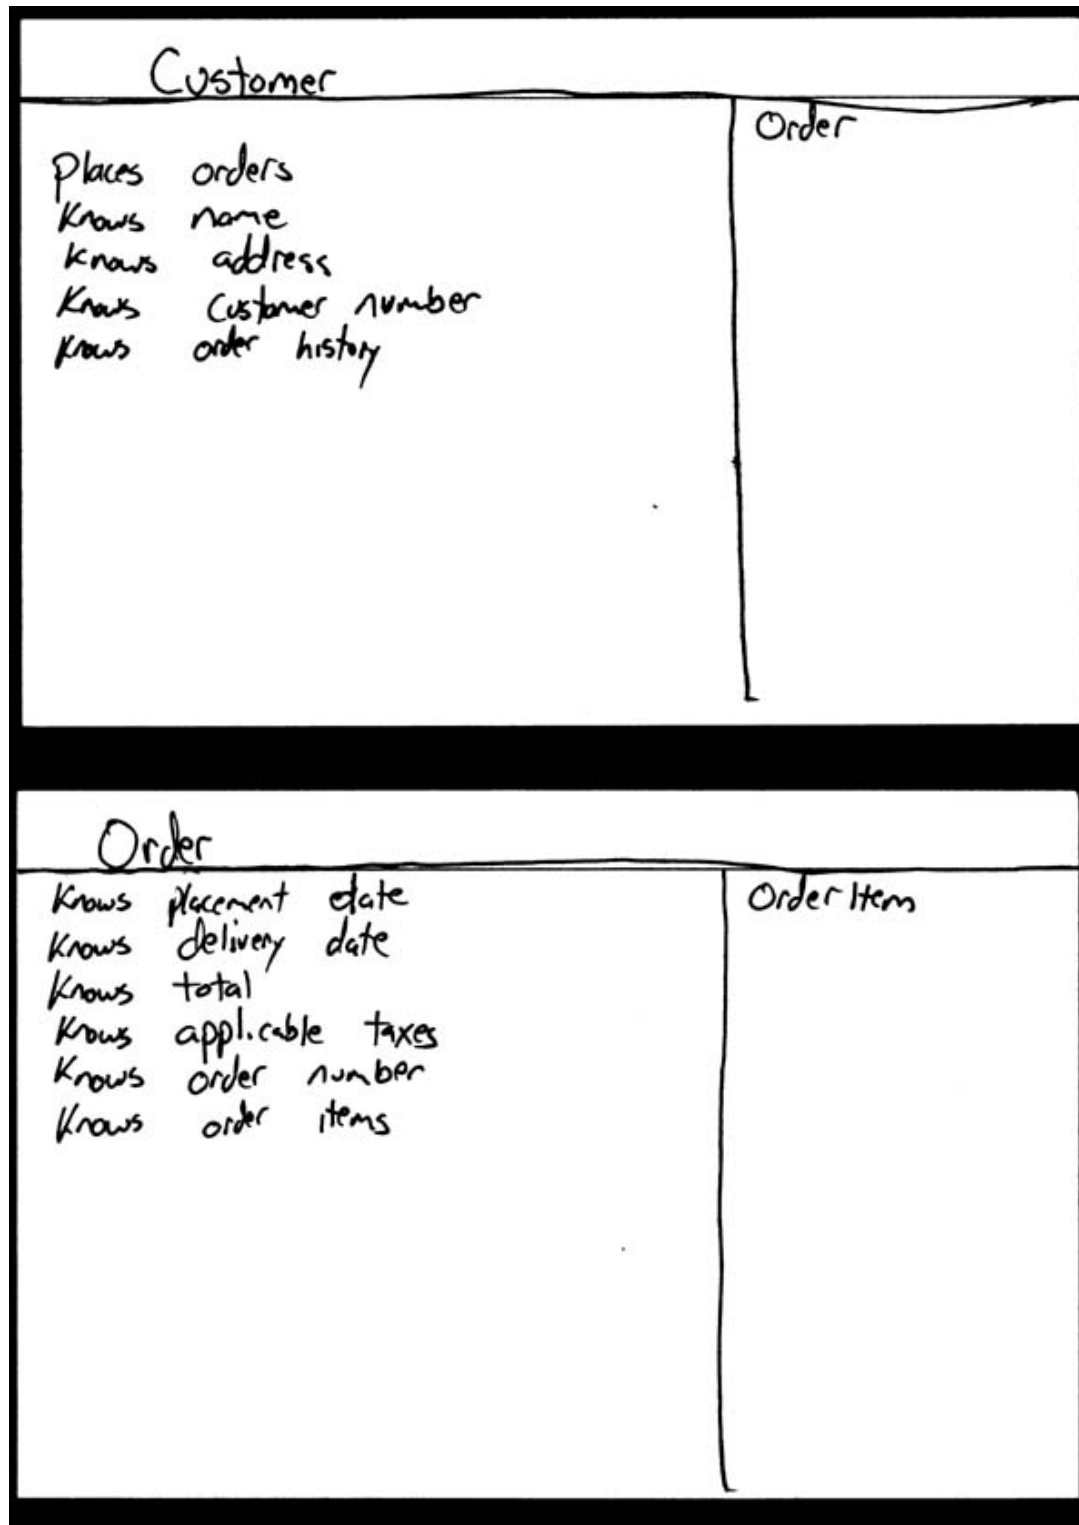 Customer
Places orders
Knows name
Knows address
Knows customer number
Knows order history
Order
Order
Knows placement date
Knows delivery date
Knows total
Knows applicable taxes
Knows order number
Knows order items
Order Item